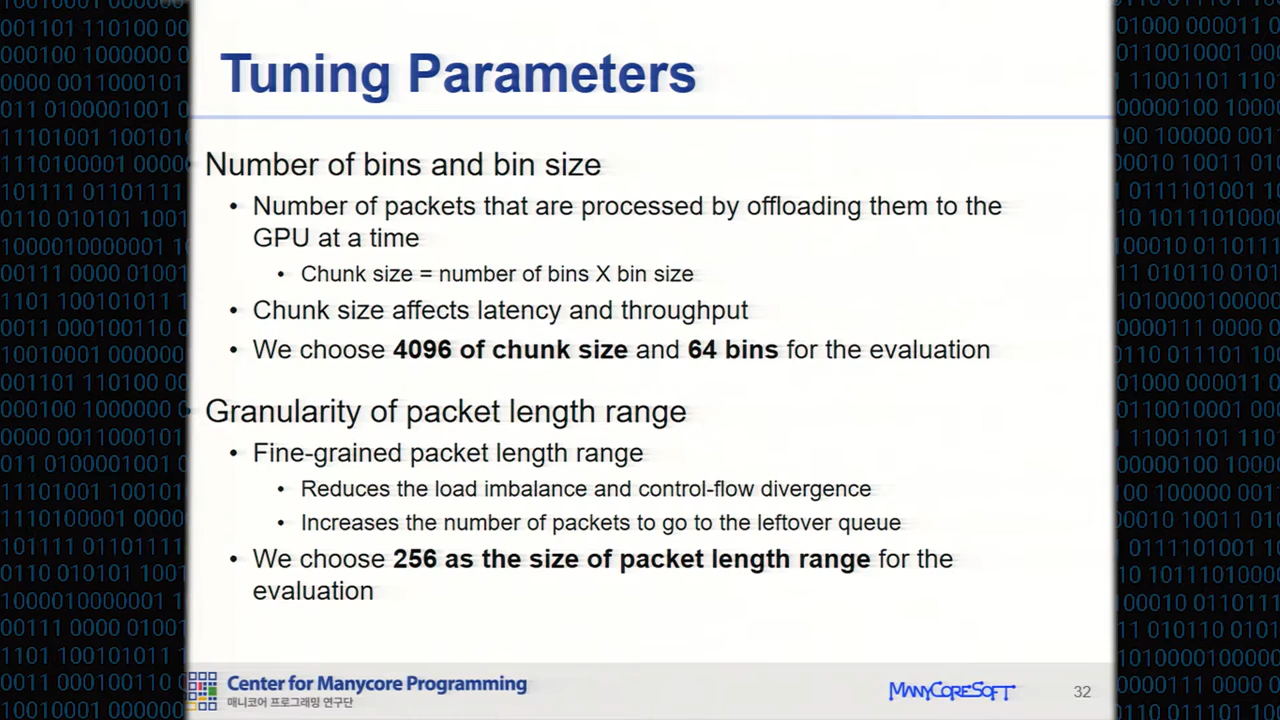 Tuning Parameters
Number of bins and bin size
• Number of packets that are processed by offloading them to the
GPU at a time
• Chunk size = number of bins X bin size
• Chunk size affects latency and throughput
• We choose 4096 of chunk size and 64 bins for the evaluation
Granularity of packet length range
• Fine-grained packet length range
• Reduces the load imbalance and control-flow divergence
• Increases the number of packets to go to the leftover queue
• We choose 256 as the size of packet length range for the
evaluation
Center for Manycore Programming
매니코어 프로그래밍 연구단
MANYCORESOFT
32